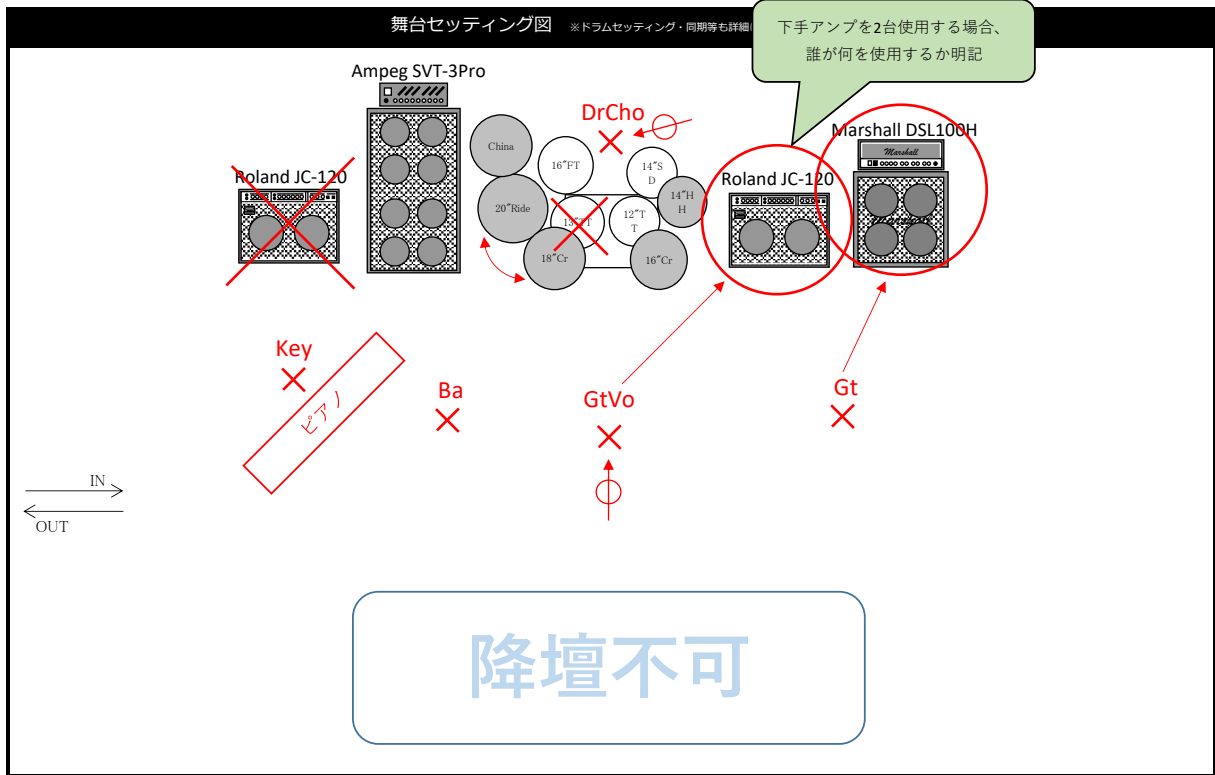 舞台セッティング図 ※ドラムセッティング・同期等も詳細に
下手アンプを2台使用する場合、
誰が何を使用するか明記
Ampeg SVT-3Pro
DrCho
Marshall DSL100H
Marshall
Roland JC-120
Roland JC-120
China
16"FT
14"S
D
14"H
H
20"Ride
13"TT
12"T
T
18"Cr
16"Cr
Marshall
Key
ピアノ
Ba
GtVo
Gt
IN
OUT
降壇不可